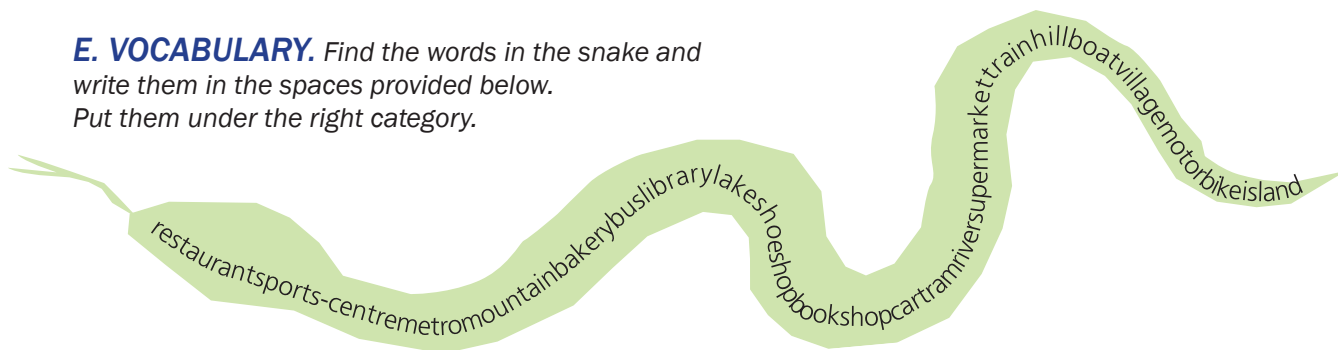 E. VOCABULARY. Find the words in the snake and
write them in the spaces provided below.
Put them under the right category.
restaurantsports-centremetromountainbakerybuslibrarylakeshoeshopbookshopcartramriversupermarkettrainhillboatvillagemotorbikeisland